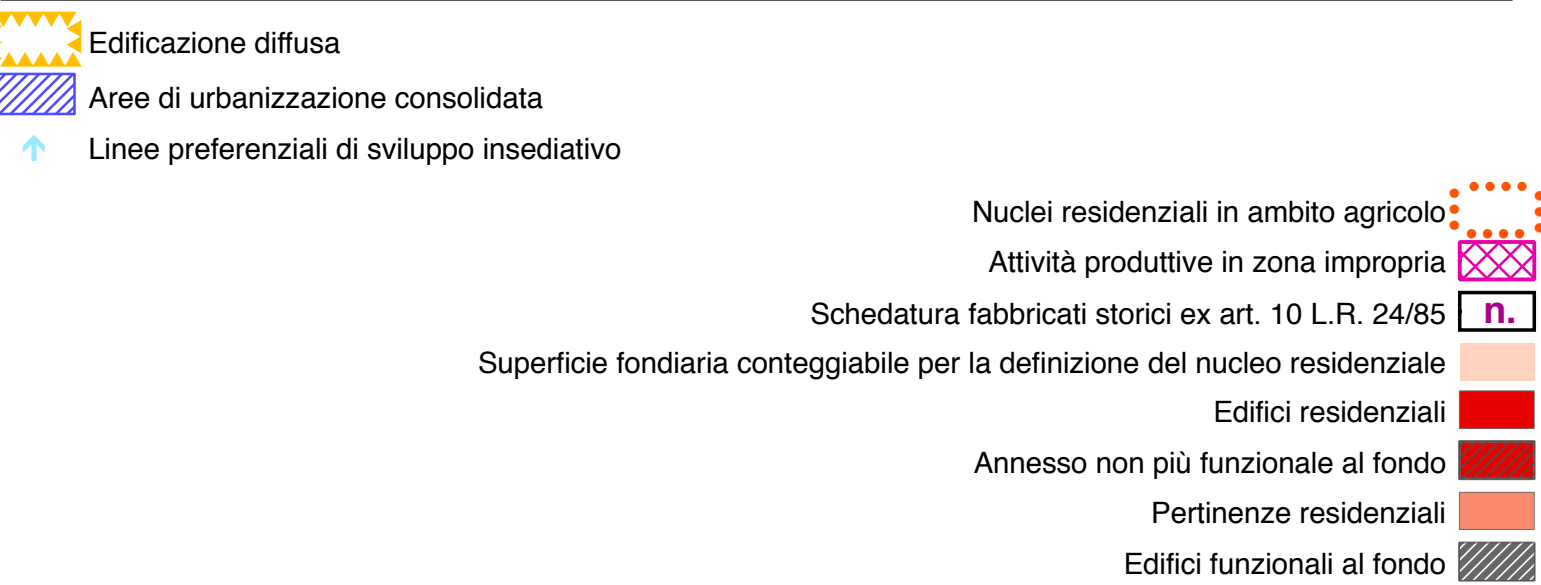 Edificazione diffusa
Aree di urbanizzazione consolidata
Linee preferenziali di sviluppo insediativo
Nuclei residenziali in ambito agricolo
Attività produttive in zona impropria
Schedatura fabbricati storici ex art. 10 L.R. 24/85 n.
Superficie fondiaria conteggiabile per la definizione del nucleo residenziale
Edifici residenziali
Annesso non più funzionale al fondo
Pertinenze residenziali
Edifici funzionali al fondo